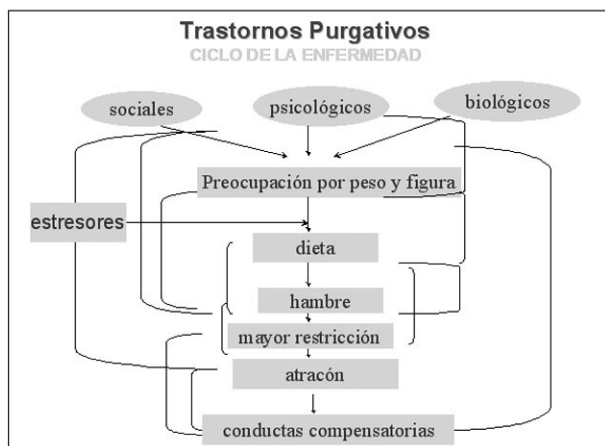 Trastornos Purgativos
CICLO DE LA ENFERMEDAD
sociales
psicológicos
biológicos
Preocupación por peso y figura
estresores
dieta
hambre
mayor restricción
atracón
conductas compensatorias